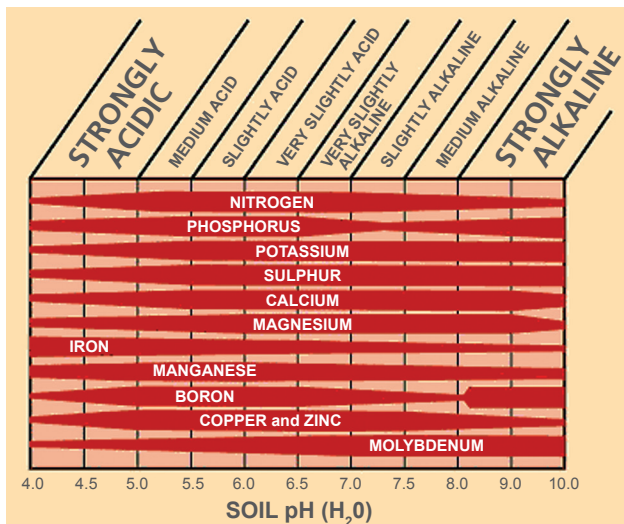 STRONGLY
ACIDIC
MEDIUM ACID
SLIGHTLY ACID
VERY SLIGHTLY ACID
VERY SLIGHTLY
ALKALINE
SLIGHTLY ALKALINE
MEDIUM ALKALINE
STRONGLY
ALKALINE
NITROGEN
PHOSPHORUS
POTASSIUM
SULPHUR
CALCIUM
MAGNESIUM
IRON
MANGANESE
BORON
COPPER and ZINC
MOLYBDENUM
4.0 4.5 5.0 5.5 6.0 6.5 7.0 7.5 8.0 9.0 10.0
SOIL pH (H₂0)